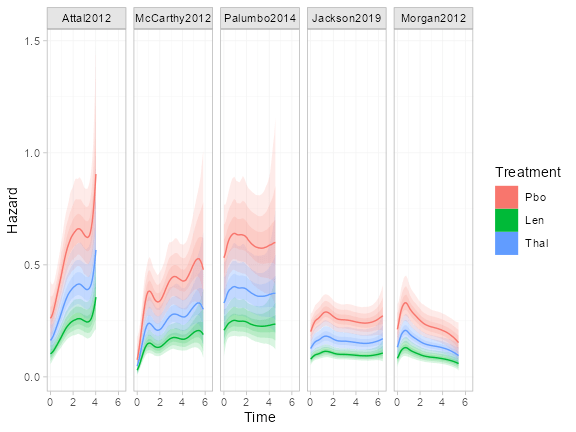 Attal2012 McCarthy2012 Palumbo2014 Jackson2019 Morgan2012
1.5
1.0
0.5
0.0
Hazard
0 2 4 6 0 2 4 6 0 2 4 6 0 2 4 6 0 2 4 6
Time
Treatment
Pbo
Len
Thal